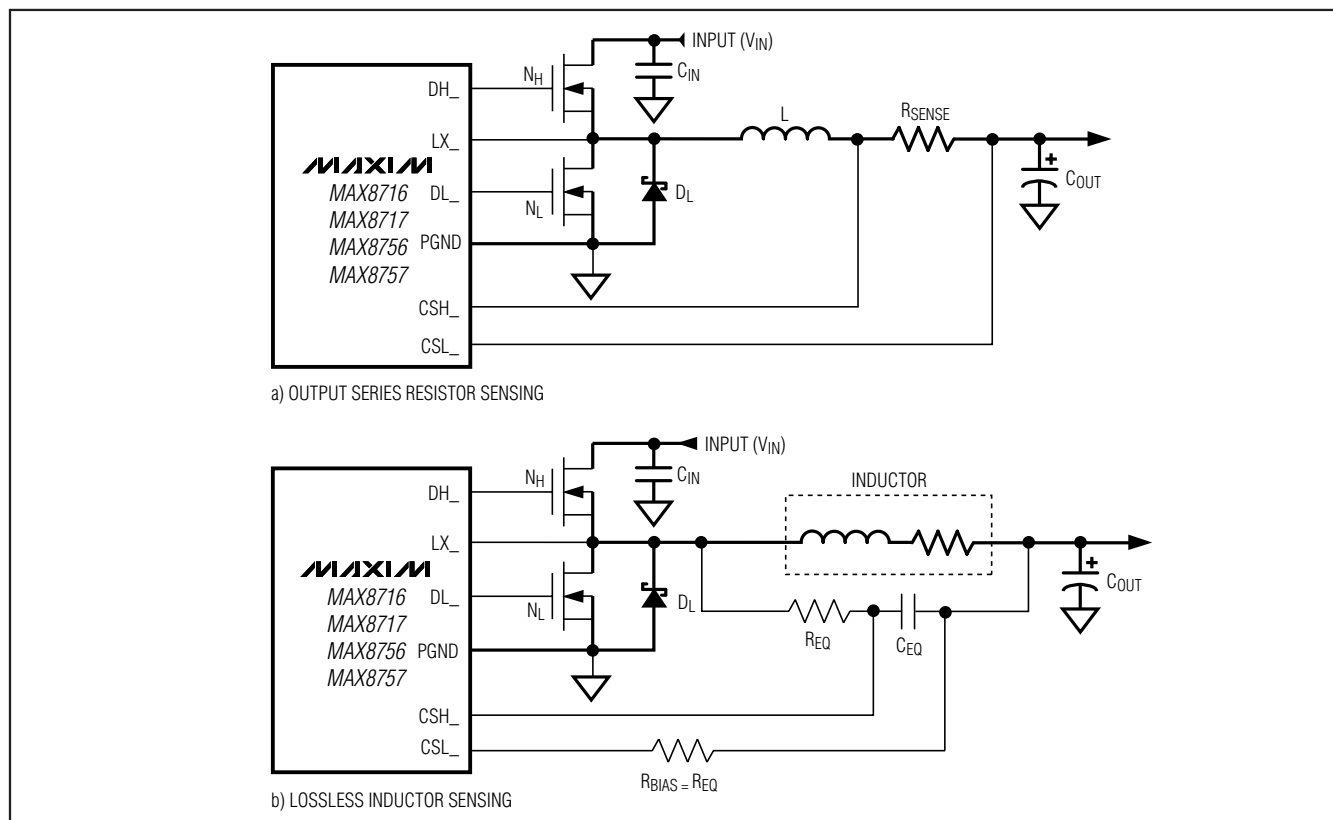 INPUT (VIN)
NH
CIN
DH_
L
RSENSE
LX_
MAXIM
MAX8716
DL_
NL
DL
+
COUT
MAX8717
MAX8756
PGND
MAX8757
CSH_
CSL_
a) OUTPUT SERIES RESISTOR SENSING
INPUT (VIN)
NH
CIN
INDUCTOR
DH_
LX_
MAXIM
MAX8716
DL_
NL
DL
+
COUT
MAX8717
REQ
CEQ
MAX8756
PGND
MAX8757
CSH_
CSL_
RBIAS = REQ
b) LOSSLESS INDUCTOR SENSING